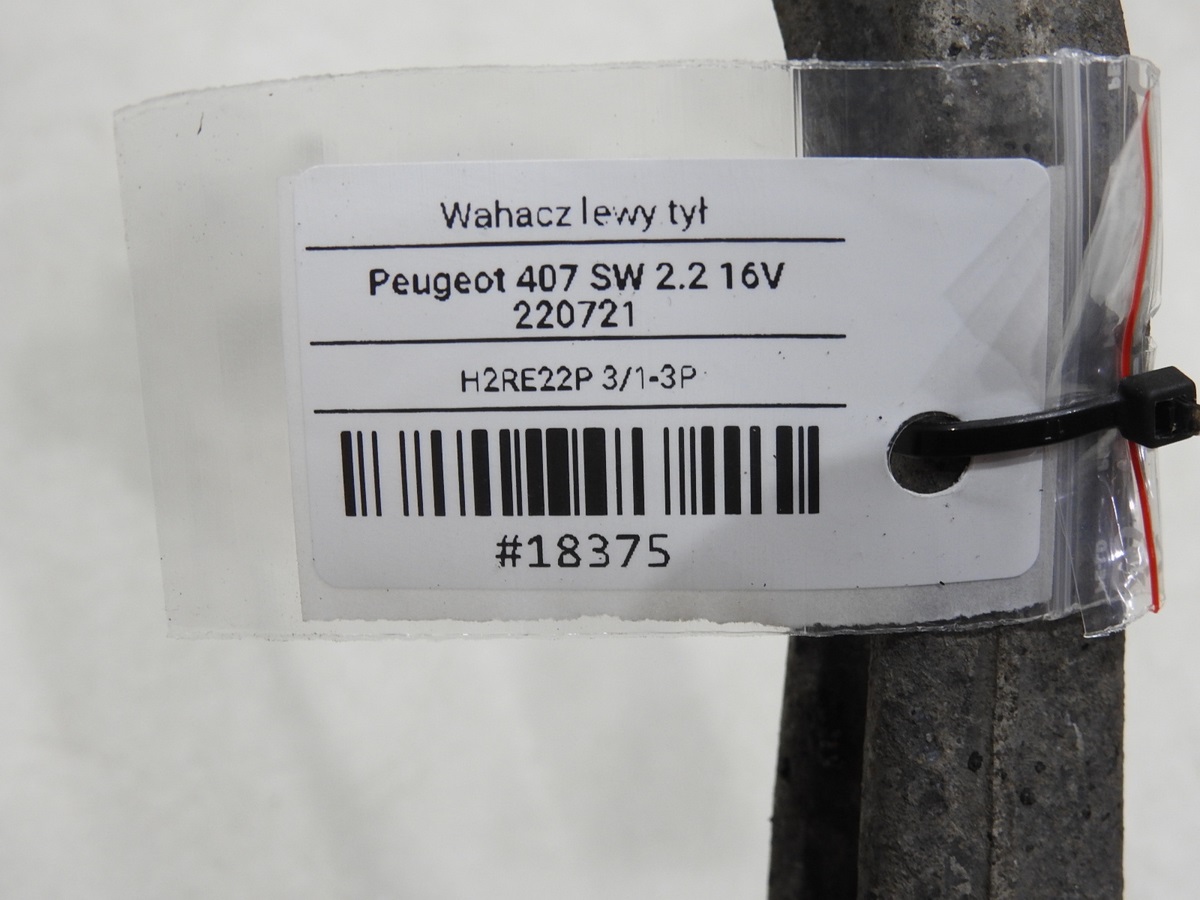 Wahacz lewy tył
Peugeot 407 SW 2.2 16V
220721
H2RE22P 3/1-3P
#18375